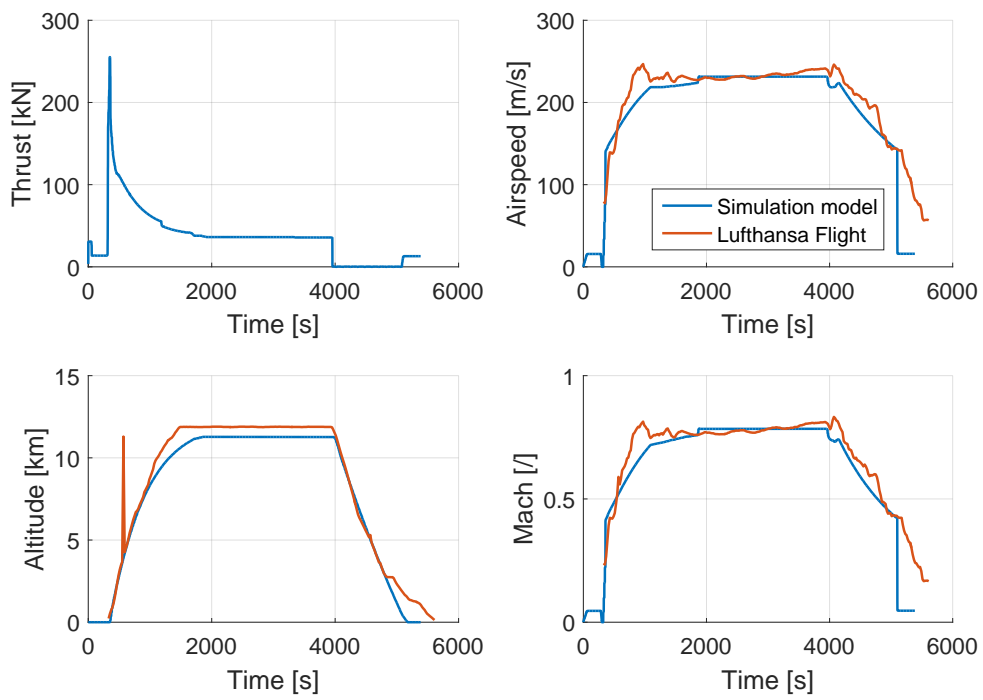 300
200
100
0
Thrust [kN]
0 2000 4000 6000
Time [s]
300
200
100
0
Airspeed [m/s]
Simulation model
Lufthansa Flight
0 2000 4000 6000
Time [s]
15
10
5
0
Altitude [km]
0 2000 4000 6000
Time [s]
1
0.5
0
Mach [/]
0 2000 4000 6000
Time [s]